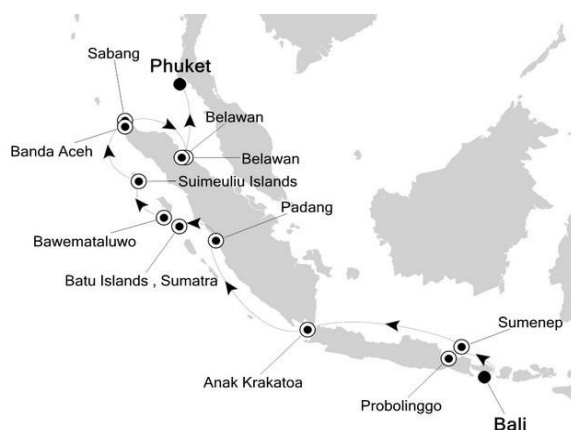 Sabang
Phuket
Belawan
Banda Aceh
Belawan
Suimeuliu Islands
Padang
Bawemataluwo
Batu Islands , Sumatra
Sumenep
Anak Krakatoa
Probolinggo
Bali